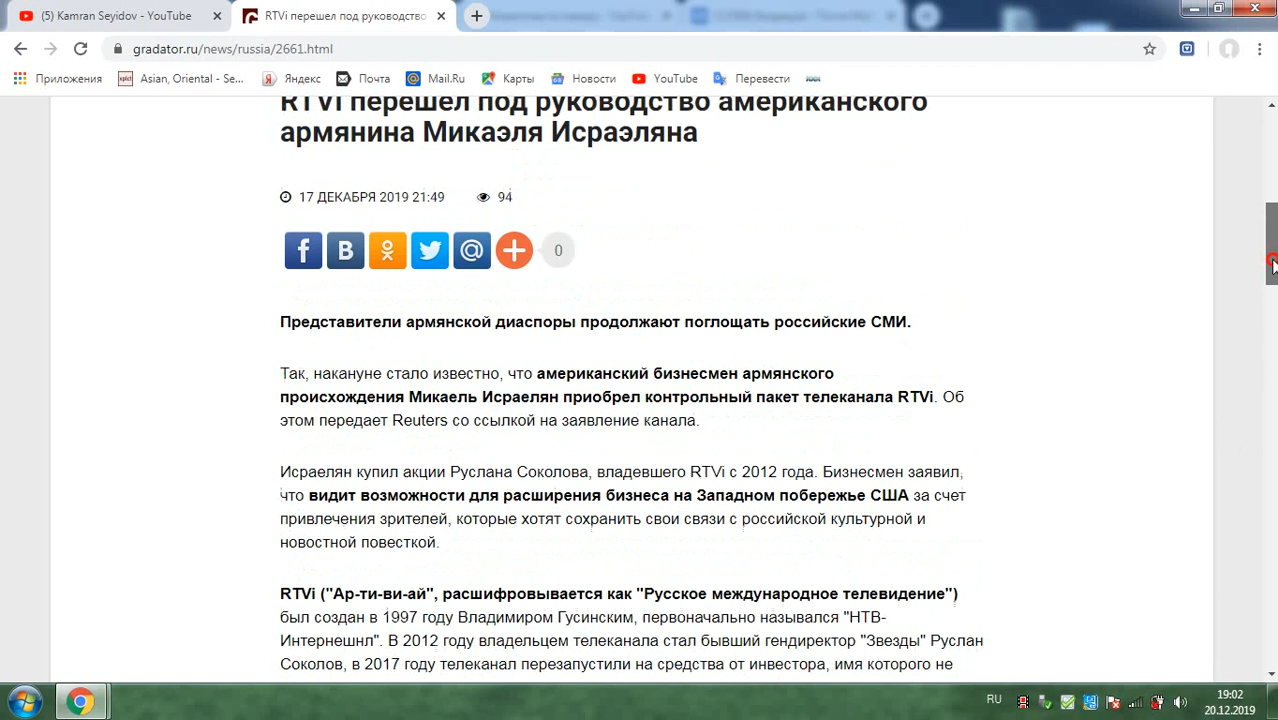 (5) Kamran Seyidov - YouTube
RTVi перешел под руководство
gradator.ru/news/russia/2661.html
Приложения
Asian, Oriental - Se...
Яндекс
Почта
Mail.Ru
Карты
Новости
YouTube
Перевести
RTVi перешел под руководство американского
армянина Микаэля Исраэляна
17 ДЕКАБРЯ 2019 21:49
94
0
Представители армянской диаспоры продолжают поглощать российские СМИ.
Так, накануне стало известно, что американский бизнесмен армянского
происхождения Микаель Исраелян приобрел контрольный пакет телеканала RTVi. Об
этом передает Reuters со ссылкой на заявление канала.
Исраелян купил акции Руслана Соколова, владевшего RTVi с 2012 года. Бизнесмен заявил,
что видит возможности для расширения бизнеса на Западном побережье США за счет
привлечения зрителей, которые хотят сохранить свои связи с российской культурной и
новостной повесткой.
RTVi ("Ар-ти-ви-ай", расшифровывается как "Русское международное телевидение")
был создан в 1997 году Владимиром Гусинским, первоначально назывался "НТВ-
Интернешнл". В 2012 году владельцем телеканала стал бывший гендиректор "Звезды" Руслан
Соколов, в 2017 году телеканал перезапустили на средства от инвестора, имя которого не
RU
19:02
20.12.2019